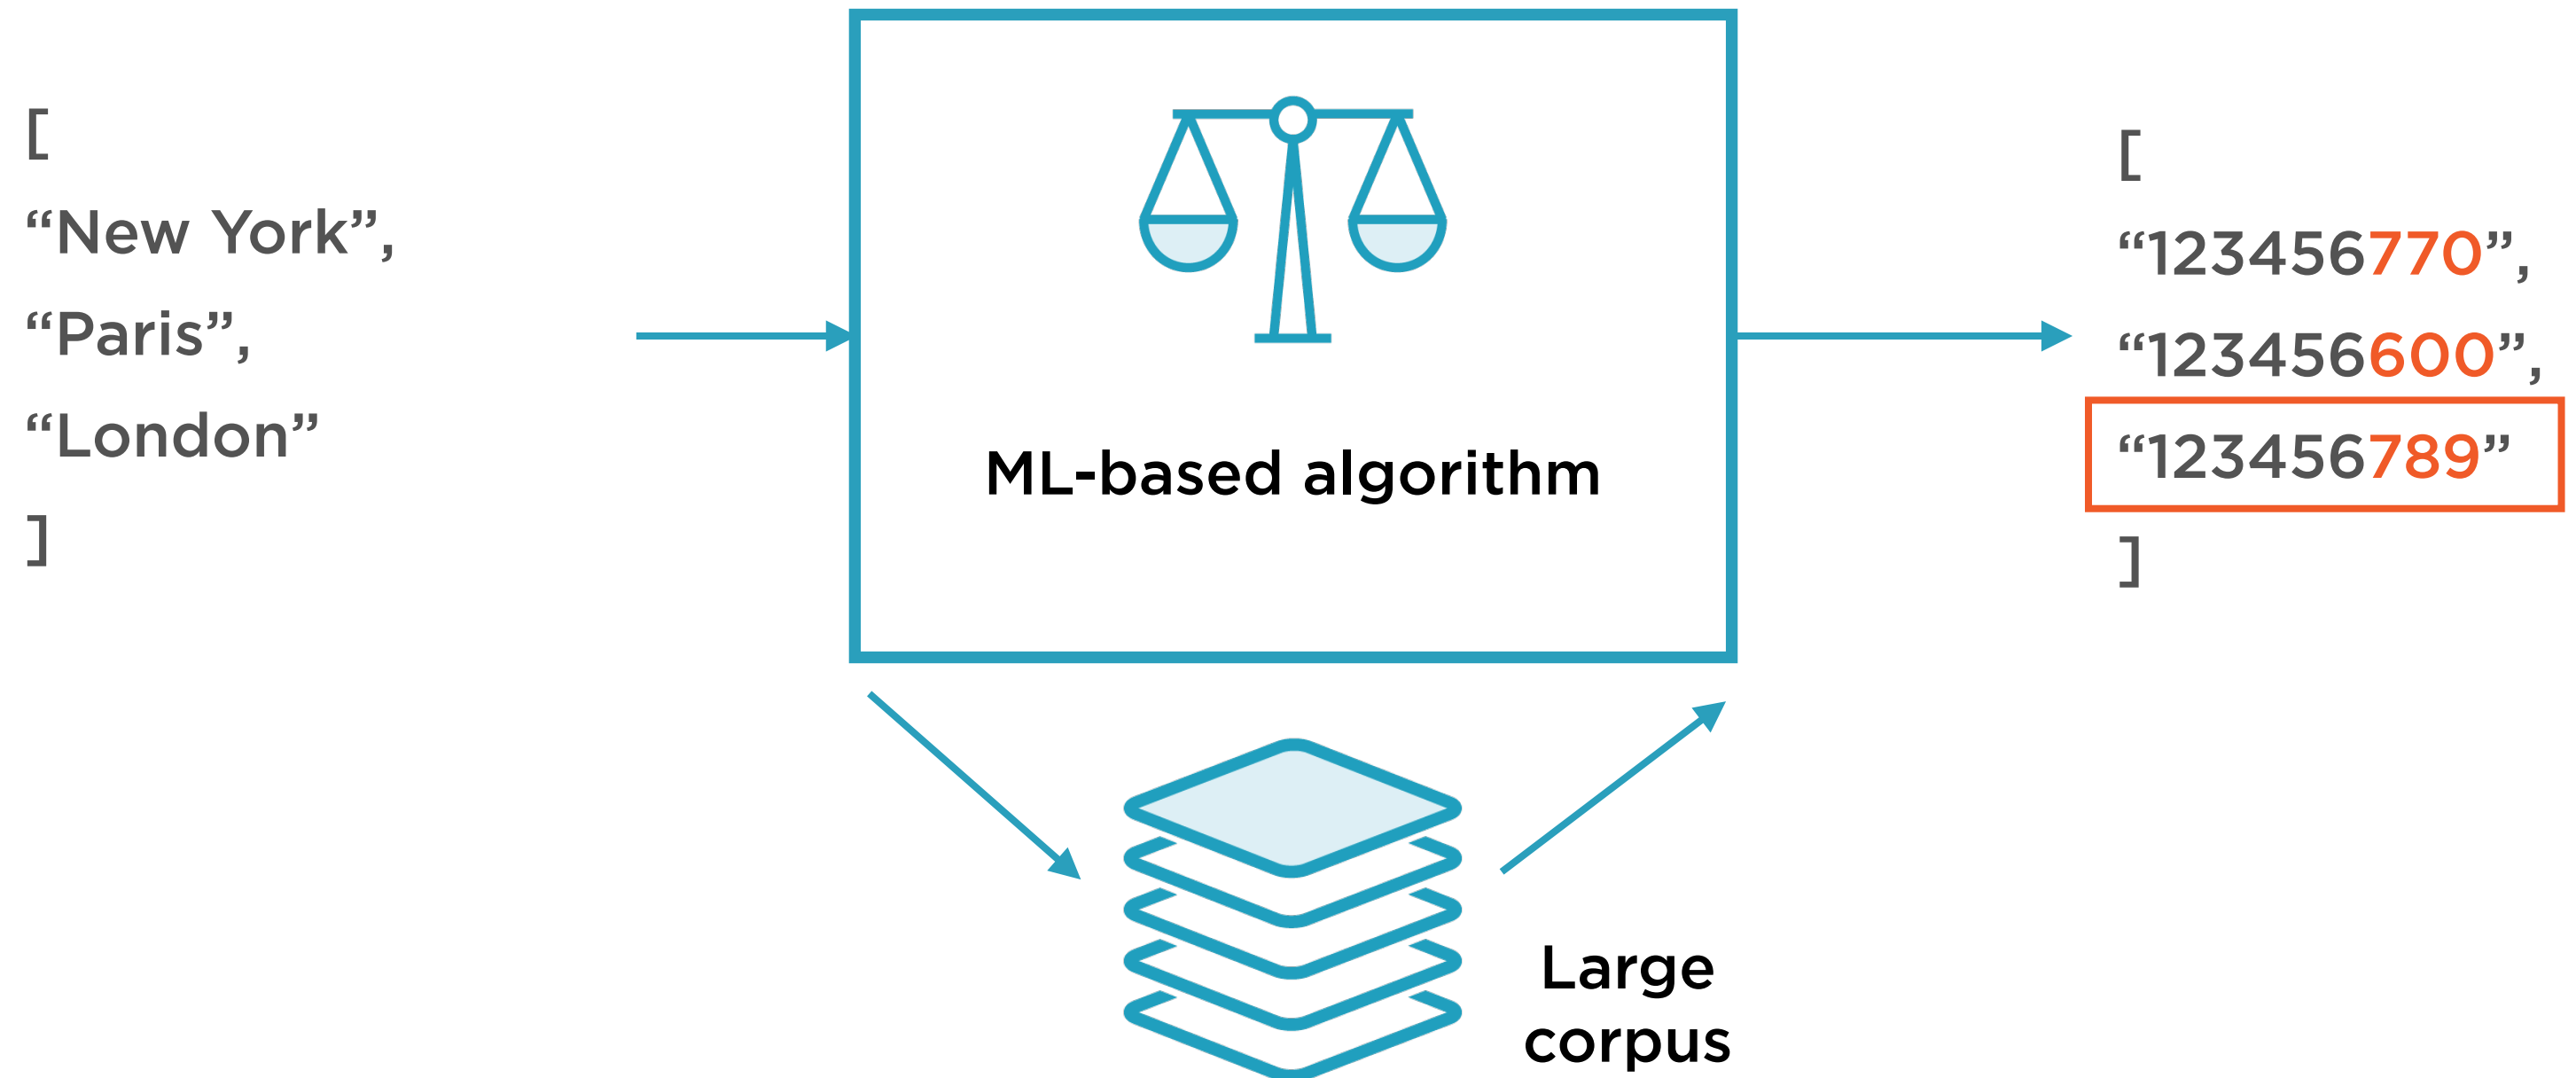 [
“New York”,
“Paris”,
“London”
]
ML-based algorithm
Large
corpus
[
“123456770”,
“123456600”,
“123456789”
]